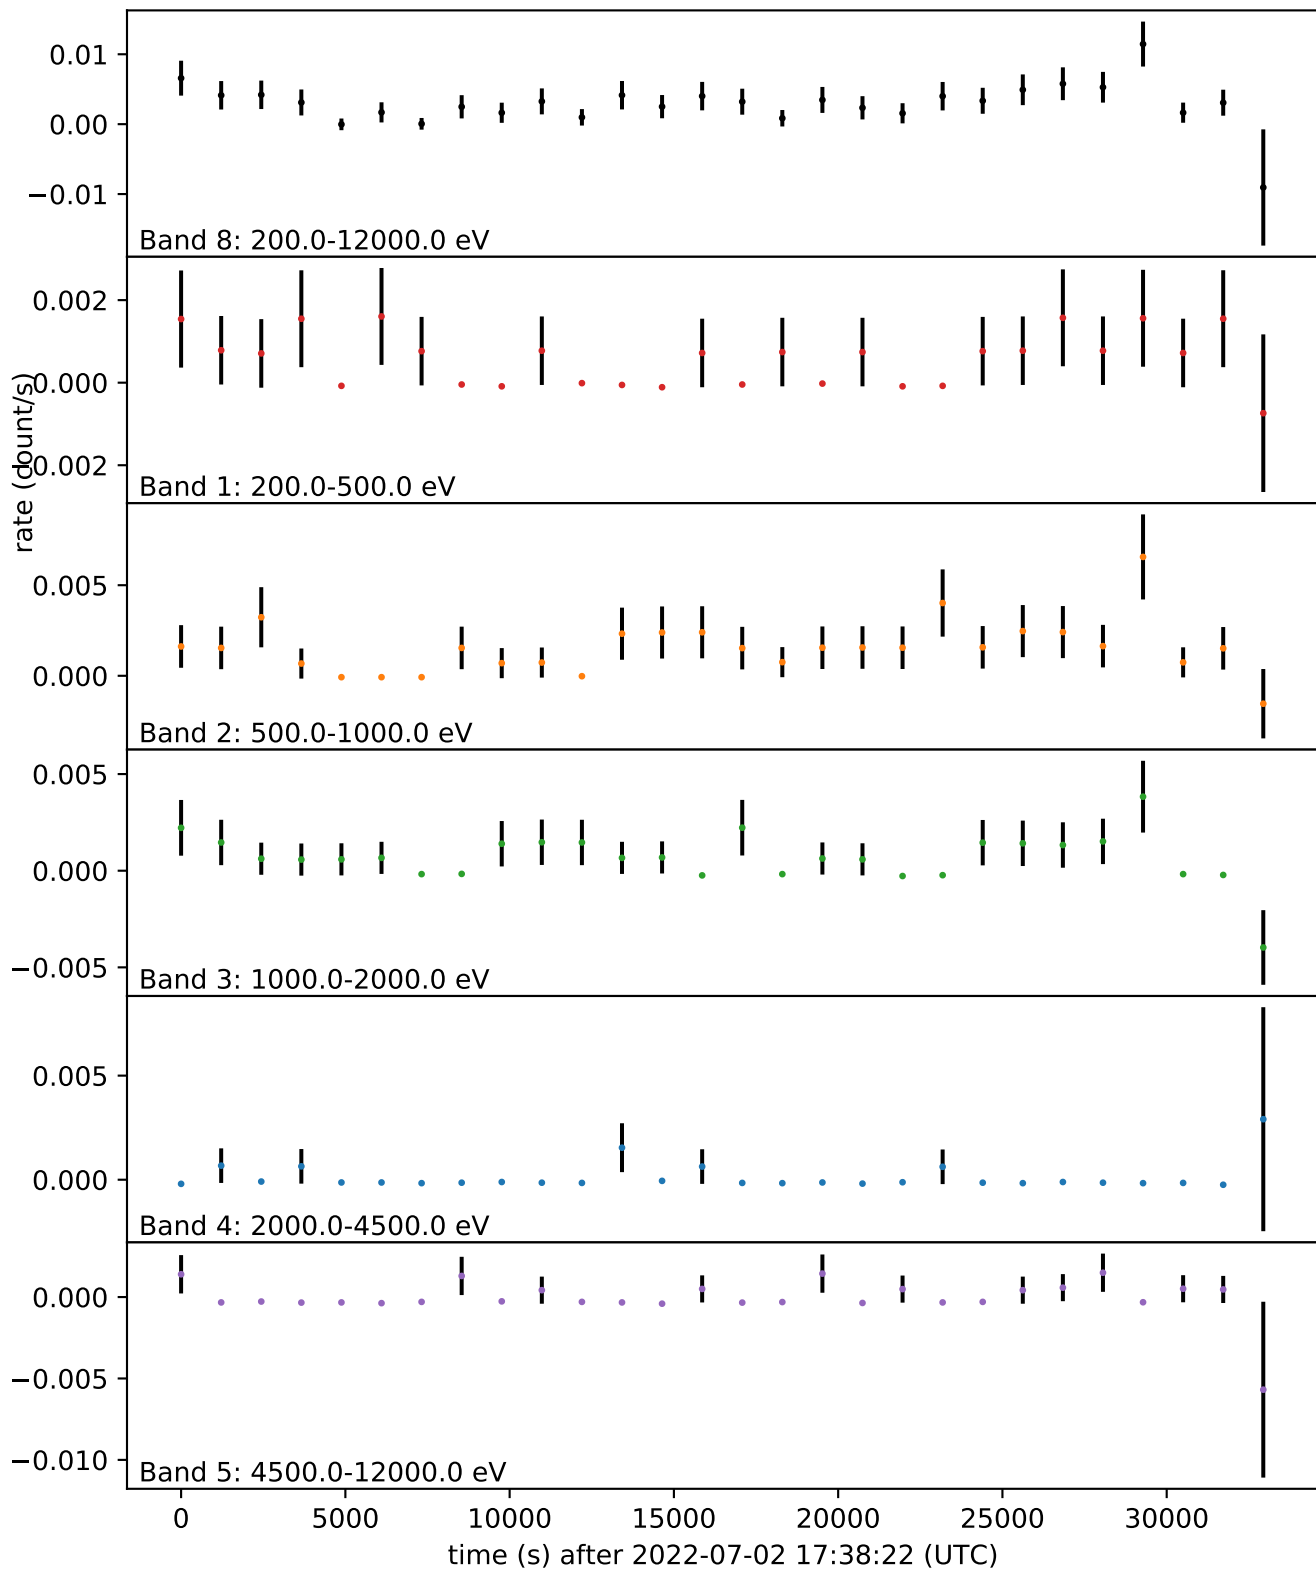 0.01
0.00
−0.01
Band 8: 200.0-12000.0 eV
0.002
0.000
0.002
Band 1: 200.0-500.0 eV
rate (count/s)
0.005
0.000
Band 2: 500.0-1000.0 eV
0.005
0.000
−0.005
Band 3: 1000.0-2000.0 eV
0.005
0.000
Band 4: 2000.0-4500.0 eV
0.000
−0.005
−0.010
Band 5: 4500.0-12000.0 eV
0 5000 10000 15000 20000 25000 30000
time (s) after 2022-07-02 17:38:22 (UTC)